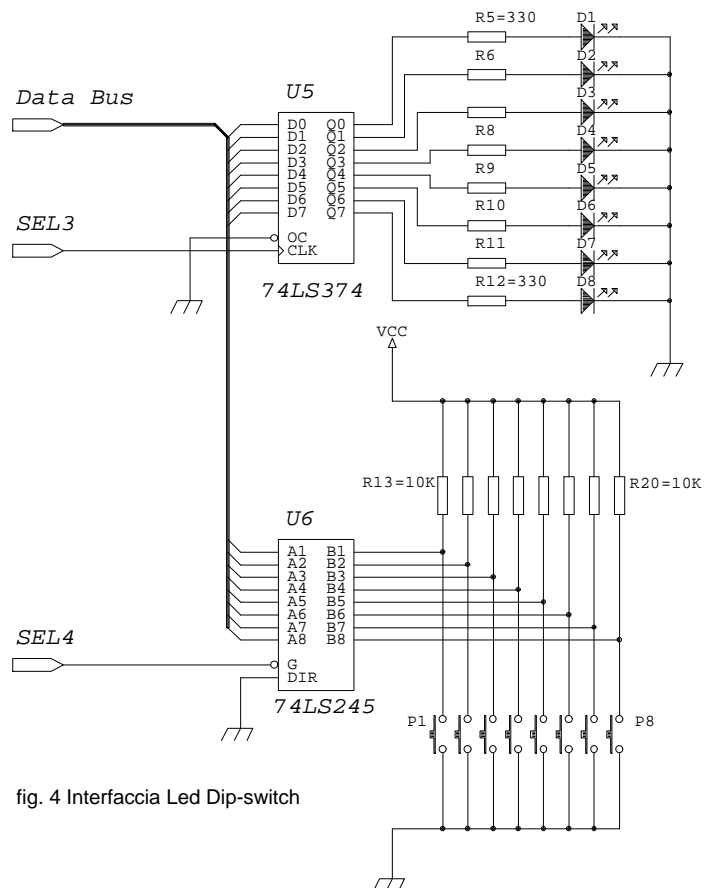 R5=330 D1
R6 D2
D3
R8 D4
R9 D5
R10 D6
R11 D7
R12=330 D8
Data Bus
U5
D0 Q0
D1 Q1
D2 Q2
D3 Q3
D4 Q4
D5 Q5
D6 Q6
D7 Q7
OC
CLK
SEL3
74LS374
VCC
R13=10K R20=10K
U6
A1 B1
A2 B2
A3 B3
A4 B4
A5 B5
A6 B6
A7 B7
A8 B8
G
DIR
SEL4
74LS245
P1 P8
fig. 4 Interfaccia Led Dip-switch